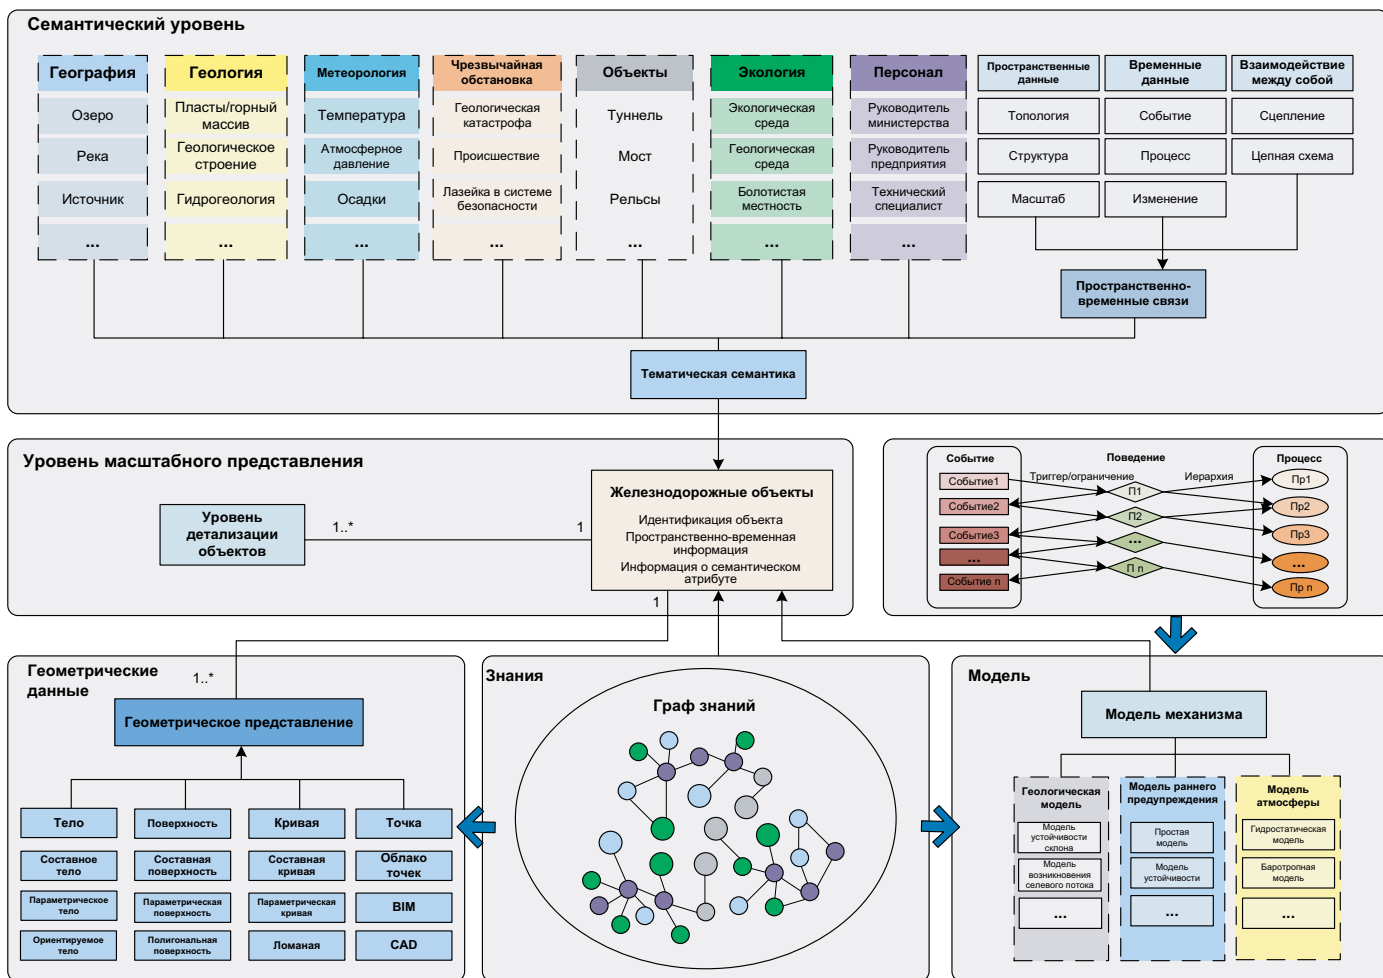 Семантический уровень
География
Озеро
Река
Источник
...
Геология
Пласты/горный
массив
Геологическое
строение
Гидрогеология
...
Метеорология
Температура
Атмосферное
давление
Осадки
...
Чрезвычайная
обстановка
Геологическая
катастрофа
Происшествие
Лазейка в системе
безопасности
...
Объекты
Туннель
Мост
Рельсы
...
Экология
Экологическая
среда
Геологическая
среда
Болотистая
местность
...
Персонал
Руководитель
министерства
Руководитель
предприятия
Технический
специалист
...
Пространственные
данные
Топология
Структура
Масштаб
Временные
данные
Событие
Процесс
Изменение
Взаимодействие
между собой
Сцепление
Цепная схема
Пространственно-
временные связи
Тематическая семантика
Уровень масштабного представления
Уровень
детализации
объектов
1..*
1
Железнодорожные объекты
Идентификация объекта
Пространственно-временная
информация
Информация о семантическом
атрибуте
1
Событие
Событие1
Событие2
Событие3
...
Событие n
Триггер/ограничение
Поведение
П1
П2
...
П n
Иерархия
Процесс
Пр1
Пр2
Пр3
...
Пр n
Геометрические
данные
1..*
Геометрическое представление
Тело
Поверхность
Кривая
Точка
Составное
тело
Составная
поверхность
Составная
кривая
Облако
точек
Параметрическое
тело
Параметрическая
поверхность
Параметрическая
кривая
BIM
Ориентируемое
тело
Полигональная
поверхность
Ломаная
CAD
Знания
Граф знаний
Модель
Модель механизма
Геологическая
модель
Модель
устойчивости
склона
Модель
возникновения
селевого потока
...
Модель раннего
предупреждения
Простая
модель
Модель
устойчивости
...
Модель
атмосферы
Гидростатическая
модель
Баротропная
модель
...